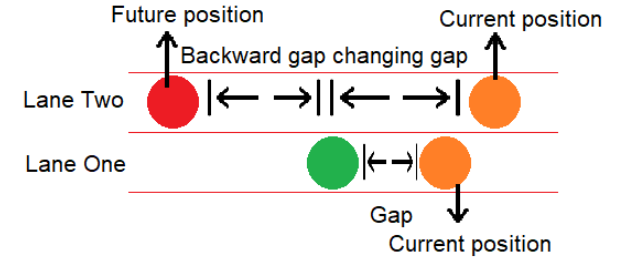 Future position
Current position
Backward gap changing gap
Lane Two
Lane One
Gap
Current position